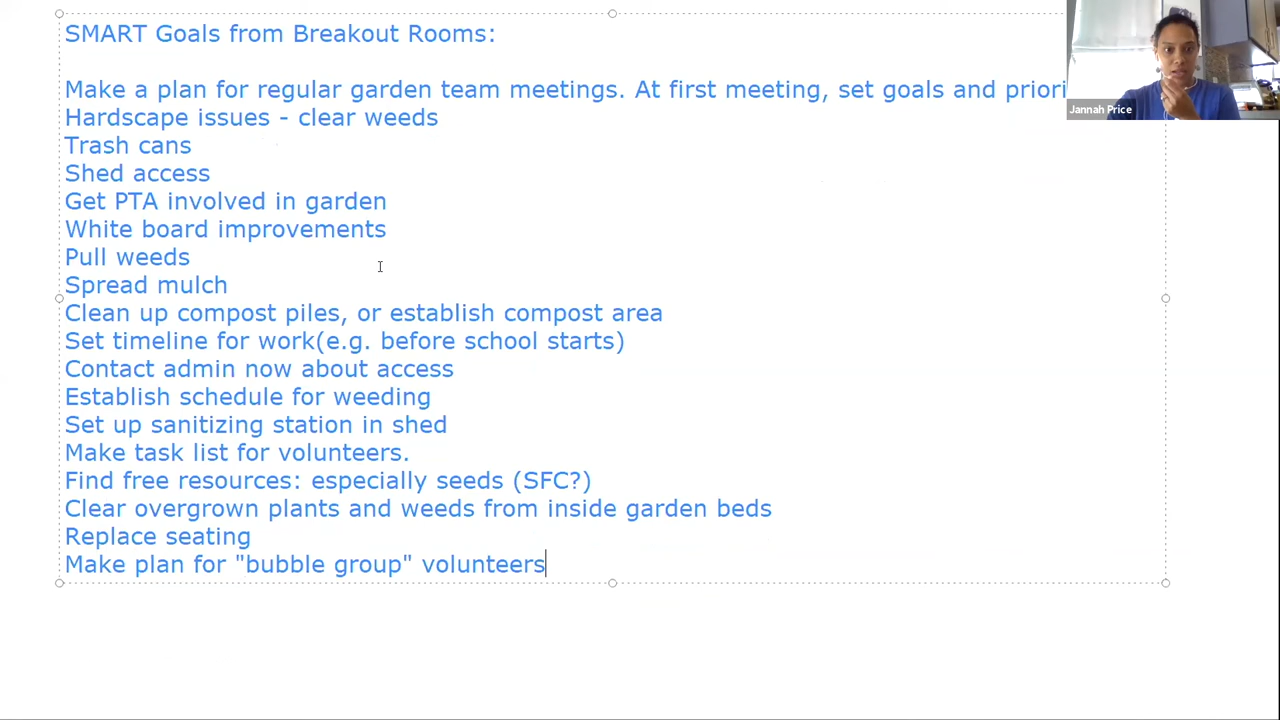 SMART Goals from Breakout Rooms:
Make a plan for regular garden team meetings. At first meeting, set goals and
Hardscape issues - clear weeds
Trash cans
Shed access
Get PTA involved in garden
White board improvements
Pull weeds
Spread mulch
Clean up compost piles, or establish compost area
Set timeline for work(e.g. before school starts)
Contact admin now about access
Establish schedule for weeding
Set up sanitizing station in shed
Make task list for volunteers.
Find free resources: especially seeds (SFC?)
Clear overgrown plants and weeds from inside garden beds
Replace seating
Make plan for "bubble group" volunteers
Jannah Price